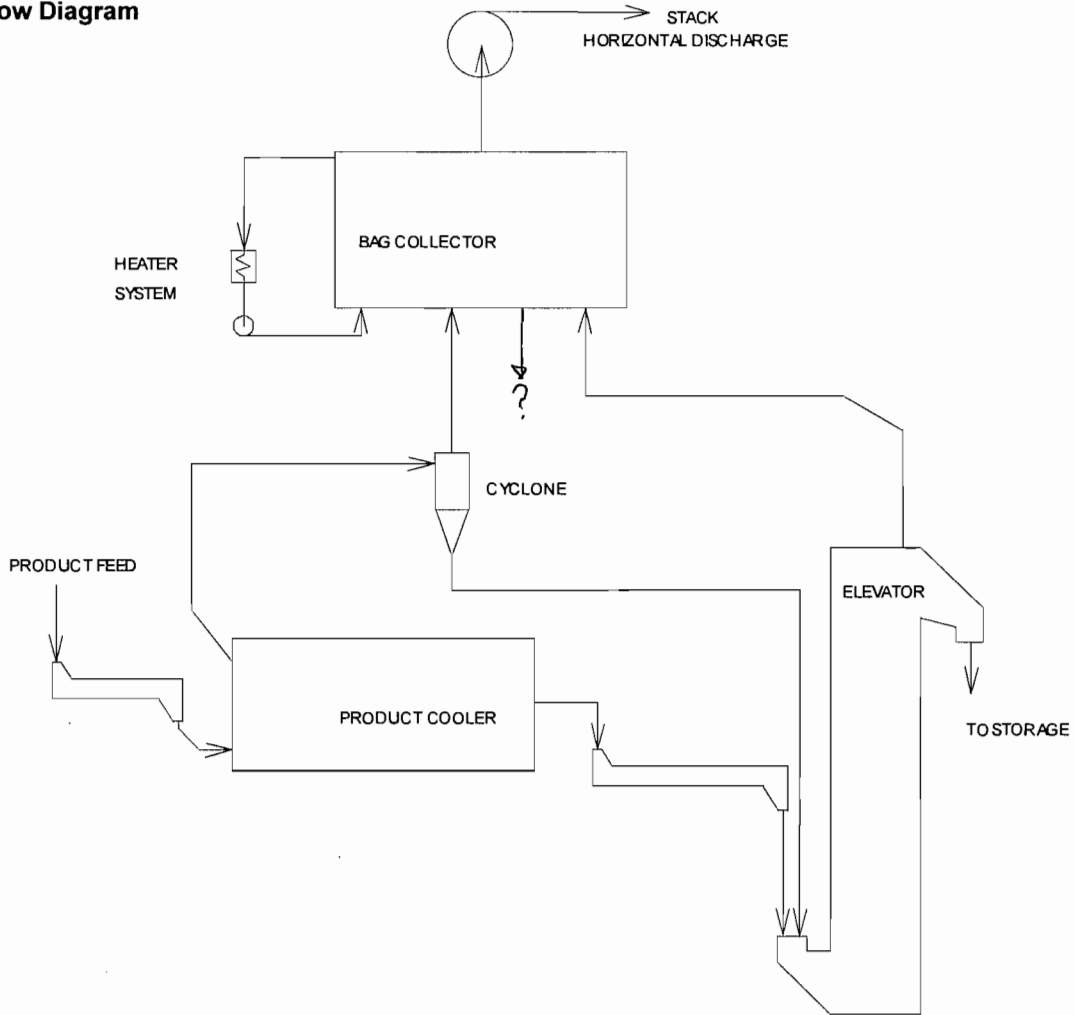 ow Diagram
STACK
HORIZONTAL DISCHARGE
BAG COLLECTOR
HEATER
SYSTEM
?
CYCLONE
PRODUCT FEED
ELEVATOR
PRODUCT COOLER
TO STORAGE